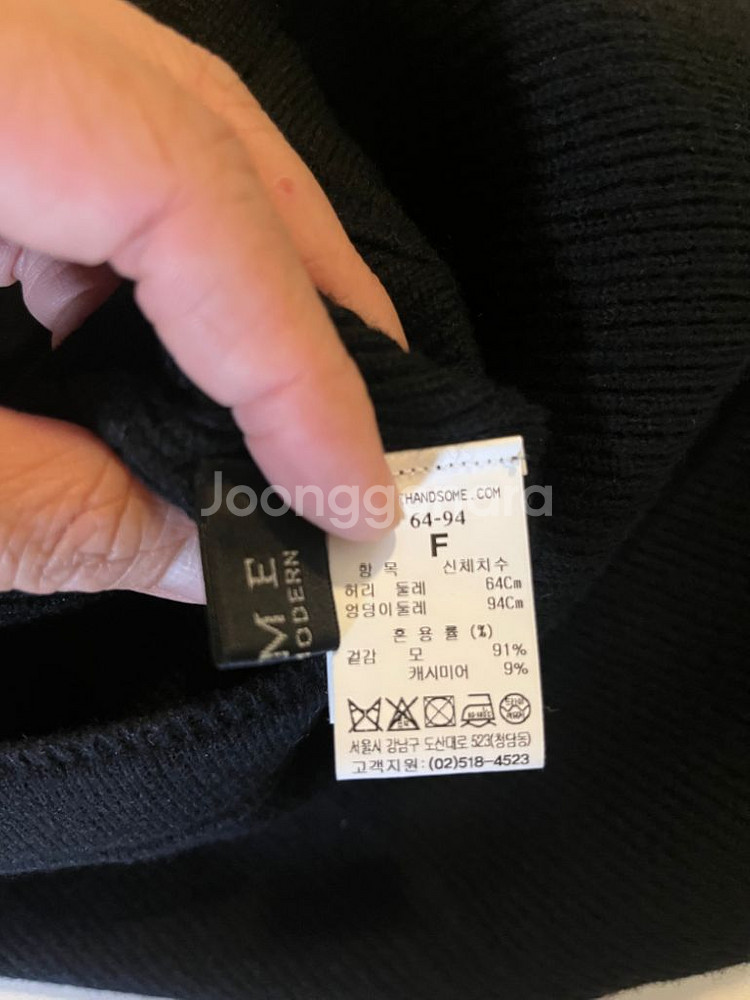 Joonggonara
HANDSOME.COM
64-94
F
항 목 신체치수
허리 둘레 64Cm
엉덩이둘레 94Cm
혼 용 률 (%)
겉감 모 91%
캐시미어 9%
서울시 강남구 도산대로 523(청담동)
고객지원: (02)518-4523
ME
ODERN